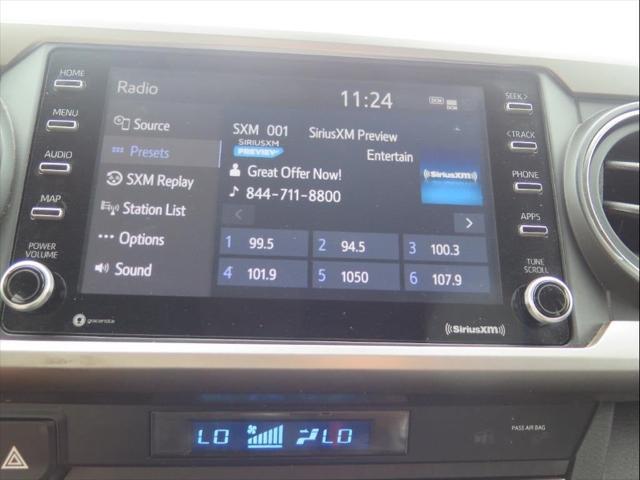 HOME
MENU
AUDIO
MAP
POWER
VOLUME
Radio
11:24
DCM
Source
Presets
SXM Replay
Station List
Options
Sound
SXM 001 SiriusXM Preview
SIRIUSXM
PREVIEW
Entertain
Great Offer Now!
844-711-8800
SiriusXM
< >
1 99.5 2 94.5 3 100.3
4 101.9 5 1050 6 107.9
SEEK >
< TRACK
PHONE
APPS
TUNE
SCROLL
gracenote
((SiriusXM))
LO LO
PASS AIR BAG